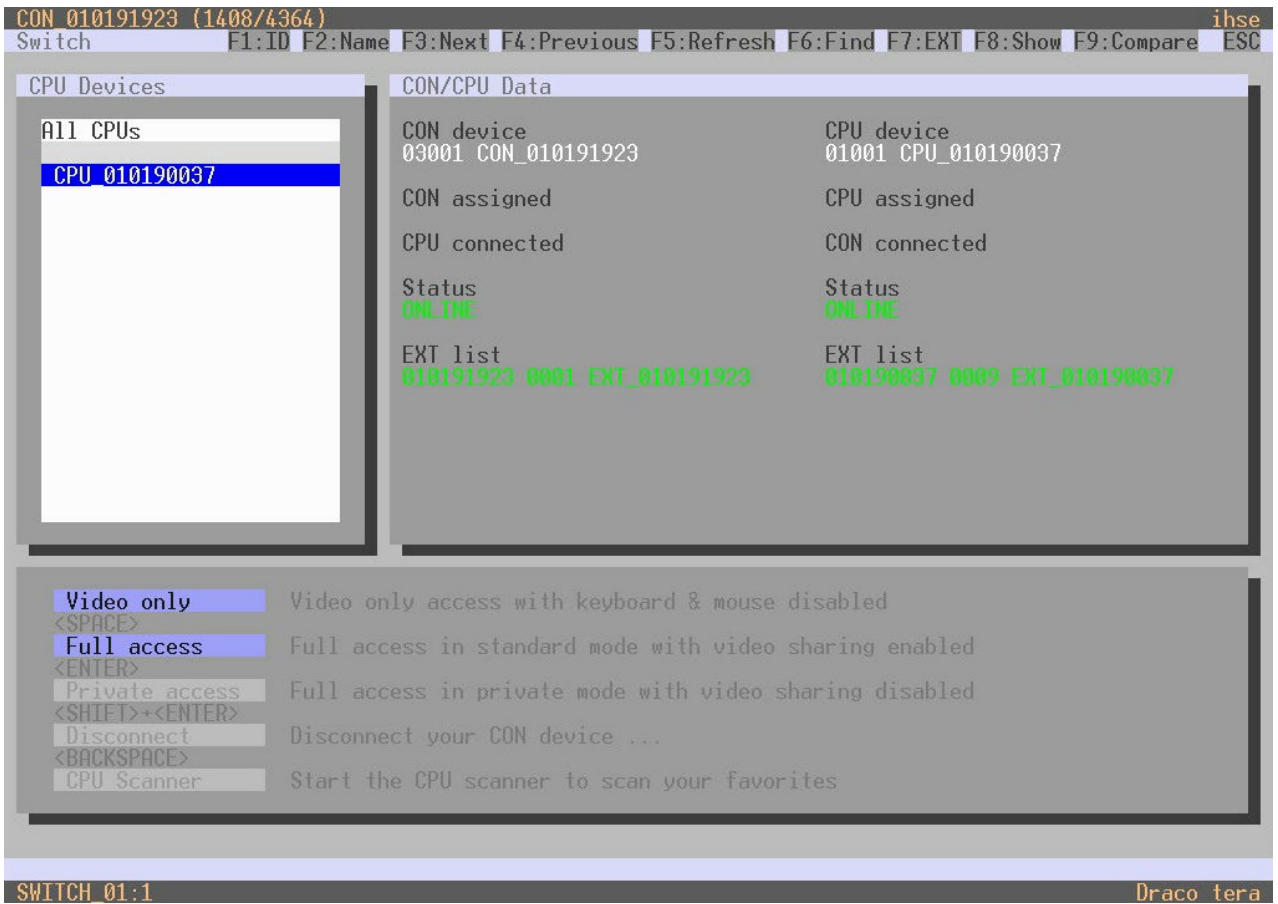 CON_010191923 (1408/4364) ihse
Switch F1:ID F2:Name F3:Next F4:Previous F5:Refresh F6:Find F7:EXT F8:Show F9:Compare ESC
CPU Devices
All CPUs
CPU_010190037
CON/CPU Data
CON device CPU device
03001 CON_010191923 01001 CPU_010190037
CON assigned CPU assigned
CPU connected CON connected
Status Status
ONLINE ONLINE
EXT list EXT list
010191923 0001 EXT_010191923 010190037 0009 EXT_010190037
Video only Video only access with keyboard & mouse disabled
<SPACE>
Full access Full access in standard mode with video sharing enabled
<ENTER>
Private access Full access in private mode with video sharing disabled
<SHIFT>+<ENTER>
Disconnect Disconnect your CON device ...
<BACKSPACE>
CPU Scanner Start the CPU scanner to scan your favorites
SWITCH_01:1 Draco tera